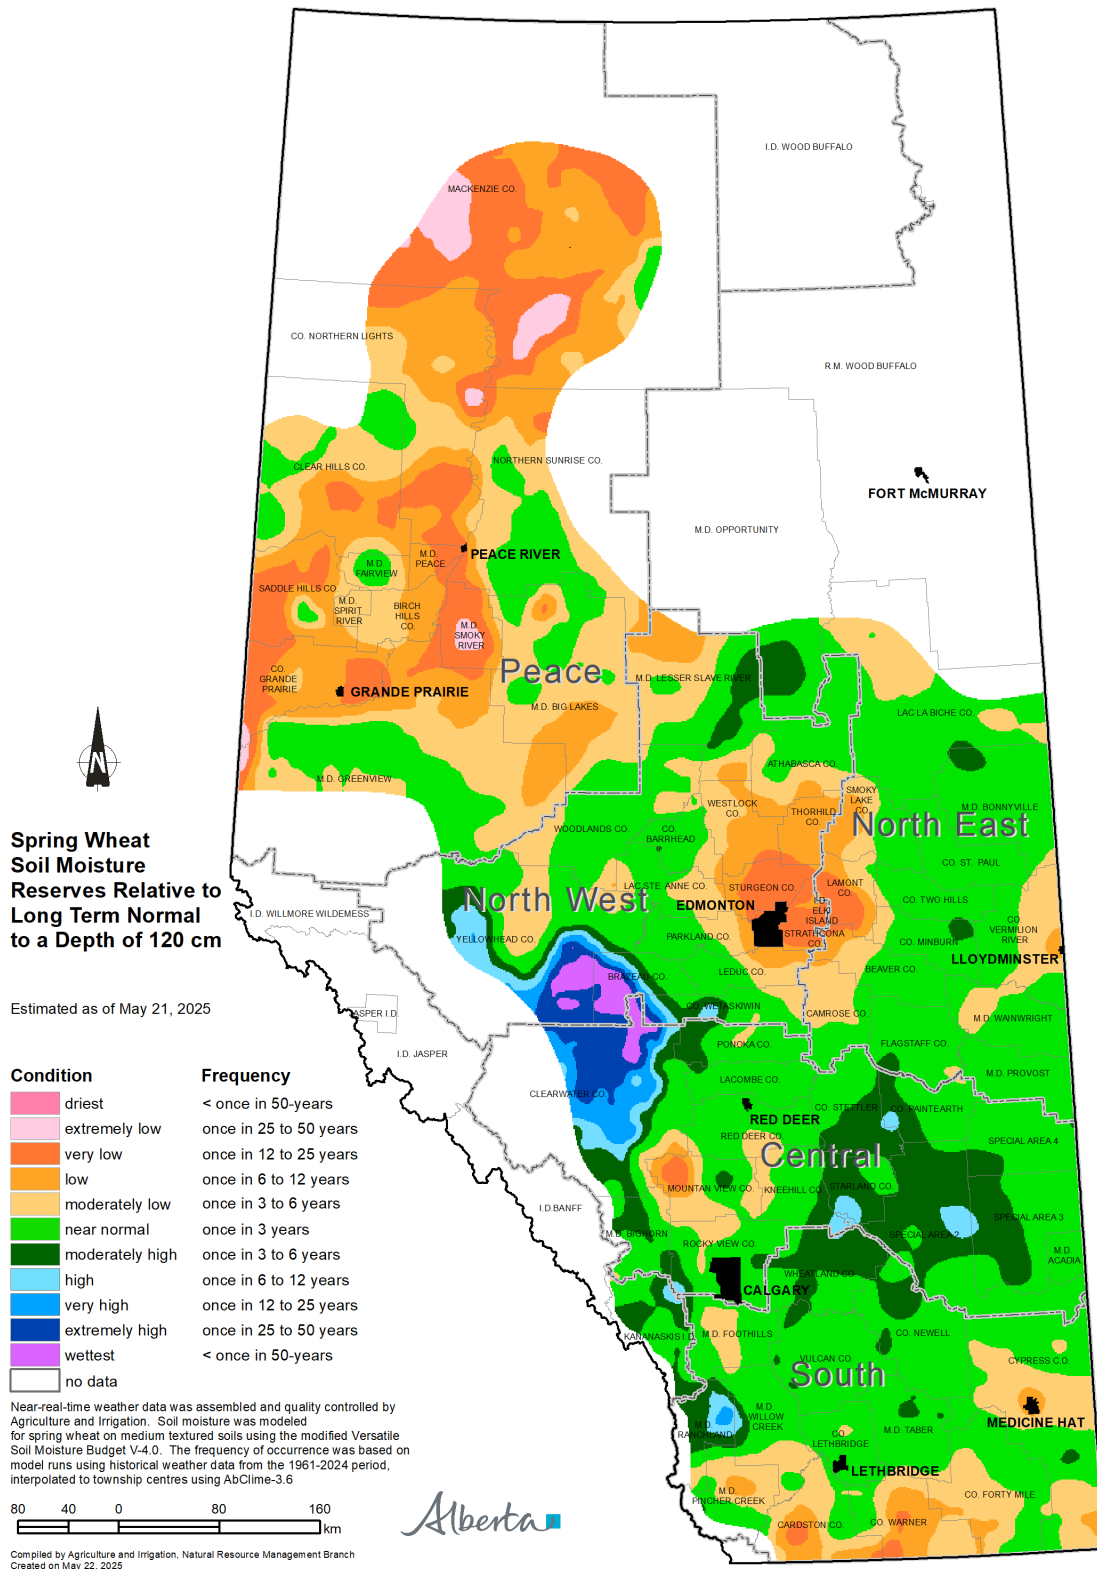 I.D. WOOD BUFFALO
MACKENZIE CO.
CO. NORTHERN LIGHTS
R.M. WOOD BUFFALO
CLEAR HILLS CO.
NORTHERN SUNRISE CO.
FORT McMURRAY
M.D. OPPORTUNITY
M.D.
PEACE
PEACE RIVER
M.D.
FAIRVIEW
SADDLE HILLS CO.
M.D.
SPIRIT
RIVER
BIRCH
HILLS
CO.
M.D.
SMOKY
RIVER
Peace
CO.
GRANDE
PRAIRIE
GRANDE PRAIRIE
M.D. LESSER SLAVE RIVER
M.D. BIG LAKES
LAC LA BICHE CO.
N
M.D. GREENVIEW
ATHABASCA CO.
SMOKY
LAKE
CO.
WESTLOCK
CO.
THORHILD
CO.
M.D. BONNYVILLE
North East
WOODLANDS CO.
CO.
BARRHEAD
CO. ST. PAUL
Spring Wheat
Soil Moisture
Reserves Relative to
Long Term Normal
to a Depth of 120 cm
North West
LAC STE ANNE CO.
STURGEON CO.
LAMONT
CO.
EDMONTON
I.D.
ELK
ISLAND
CO. TWO HILLS
I.D. WILLMORE WILDERNESS
YELLOWHEAD CO.
PARKLAND CO.
STRATHCONA
CO.
CO. MINBURN
CO.
VERMILION
RIVER
LLOYDMINSTER
BRAZEAU CO.
LEDUC CO.
BEAVER CO.
Estimated as of May 21, 2025
JASPER I.D.
CO. WETASKIWIN
CAMROSE CO.
M.D. WAINWRIGHT
I.D. JASPER
PONOKA CO.
FLAGSTAFF CO.
M.D. PROVOST
CLEARWATER CO.
LACOMBE CO.
RED DEER
CO. STETTLER
CO. PAINTEARTH
RED DEER CO.
SPECIAL AREA 4
Central
MOUNTAN VIEW CO.
KNEEHILL CO.
STARLAND CO.
I.D.BANFF
M.D. BIGHORN
SPECIAL AREA 3
SPECIAL AREA 2
ROCKY VIEW CO.
M.D.
ACADIA
WHEATLAND CO.
CALGARY
KANANASKIS I.D.
M.D. FOOTHILLS
CO. NEWELL
VULCAN CO.
South
CYPRESS C.O
M.D.
WILLOW
CREEK
M.D.
RANCHLAND
MEDICINE HAT
M.D. TABER
CO.
LETHBRIDGE
LETHBRIDGE
M.D.
PINCHER CREEK
CO. FORTY MILE
CARDSTON CO.
CO. WARNER
Condition Frequency
driest < once in 50-years
extremely low once in 25 to 50 years
very low once in 12 to 25 years
low once in 6 to 12 years
moderately low once in 3 to 6 years
near normal once in 3 years
moderately high once in 3 to 6 years
high once in 6 to 12 years
very high once in 12 to 25 years
extremely high once in 25 to 50 years
wettest < once in 50-years
no data
Near-real-time weather data was assembled and quality controlled by
Agriculture and Irrigation. Soil moisture was modeled
for spring wheat on medium textured soils using the modified Versatile
Soil Moisture Budget V-4.0. The frequency of occurrence was based on
model runs using historical weather data from the 1961-2024 period,
interpolated to township centres using AbClime-3.6
80 40 0 80 160
km
Alberta
Compiled by Agriculture and Irrigation, Natural Resource Management Branch
Created on May 22, 2025